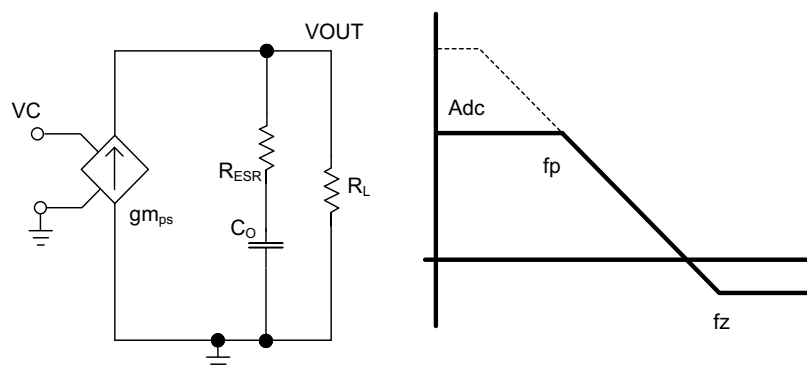 VOUT
VC
Adc
R_ESR
fp
R_L
gm_ps
C_O
fz